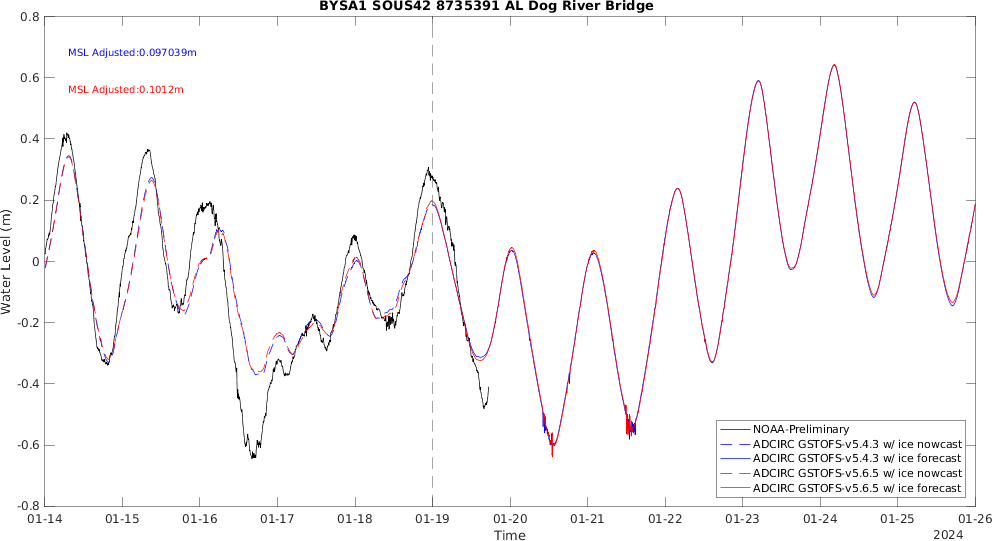 BYSA1 SOUS42 8735391 AL Dog River Bridge
0.8
MSL Adjusted:0.097039m
0.6
MSL Adjusted:0.1012m
0.4
0.2
0
-0.2
-0.4
-0.6
-0.8
Water Level (m)
NOAA-Preliminary
ADCIRC GSTOFS-v5.4.3 w/ ice nowcast
ADCIRC GSTOFS-v5.4.3 w/ ice forecast
ADCIRC GSTOFS-v5.6.5 w/ ice nowcast
ADCIRC GSTOFS-v5.6.5 w/ ice forecast
01-14 01-15 01-16 01-17 01-18 01-19 01-20 01-21 01-22 01-23 01-24 01-25 01-26
Time
2024